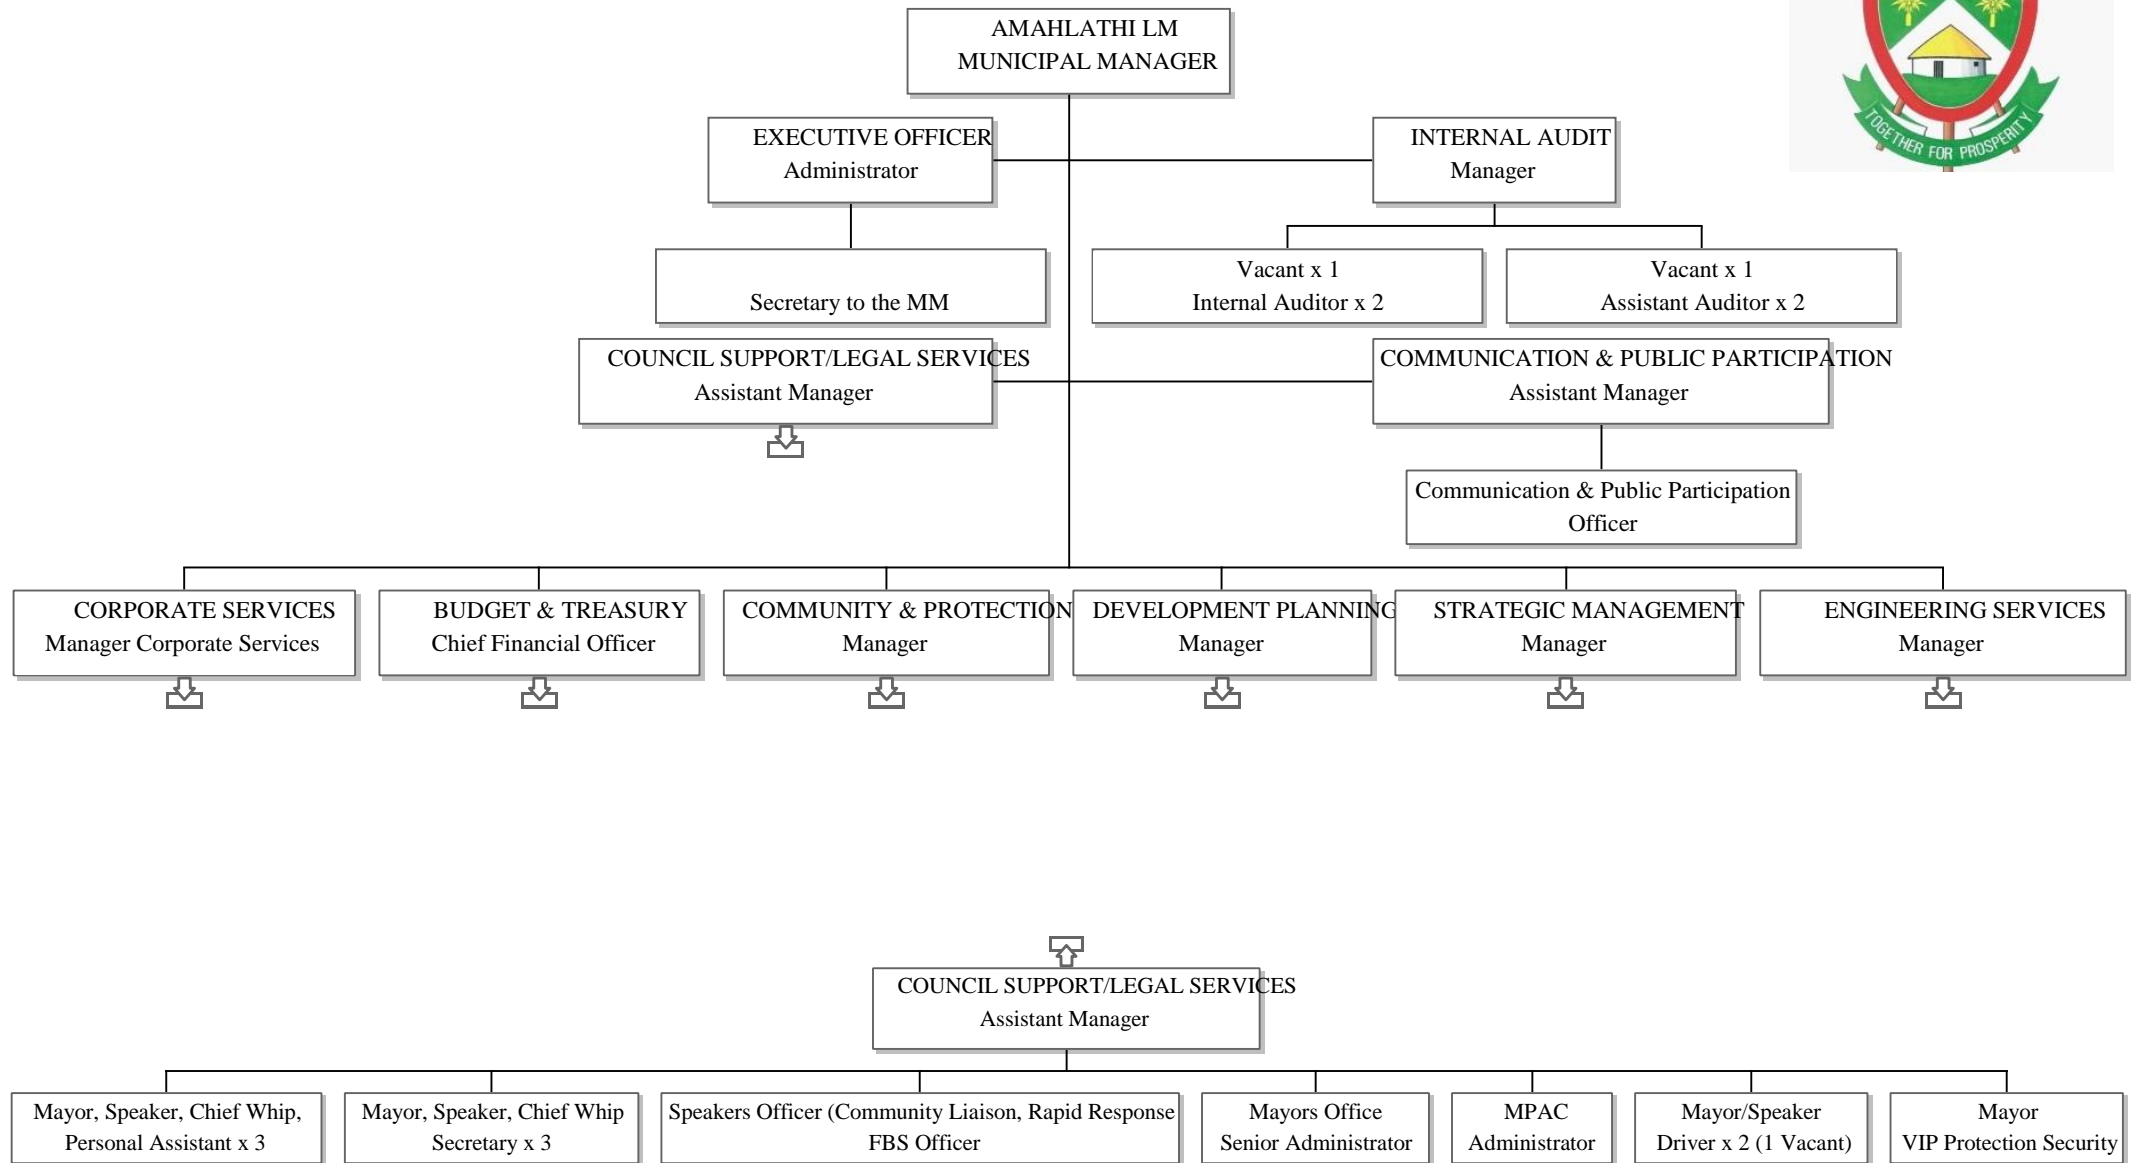 AMAHLATHI LM
MUNICIPAL MANAGER
EXECUTIVE OFFICER
Administrator
INTERNAL AUDIT
Manager
TOGETHER FOR PROSPERITY
Secretary to the MM
Vacant x 1
Internal Auditor x 2
Vacant x 1
Assistant Auditor x 2
COUNCIL SUPPORT/LEGAL SERVICES
Assistant Manager
COMMUNICATION & PUBLIC PARTICIPATION
Assistant Manager
Communication & Public Participation
Officer
CORPORATE SERVICES
Manager Corporate Services
BUDGET & TREASURY
Chief Financial Officer
COMMUNITY & PROTECTION
Manager
DEVELOPMENT PLANNING
Manager
STRATEGIC MANAGEMENT
Manager
ENGINEERING SERVICES
Manager
COUNCIL SUPPORT/LEGAL SERVICES
Assistant Manager
Mayor, Speaker, Chief Whip,
Personal Assistant x 3
Mayor, Speaker, Chief Whip
Secretary x 3
Speakers Officer (Community Liaison, Rapid Response
FBS Officer
Mayors Office
Senior Administrator
MPAC
Administrator
Mayor/Speaker
Driver x 2 (1 Vacant)
Mayor
VIP Protection Security